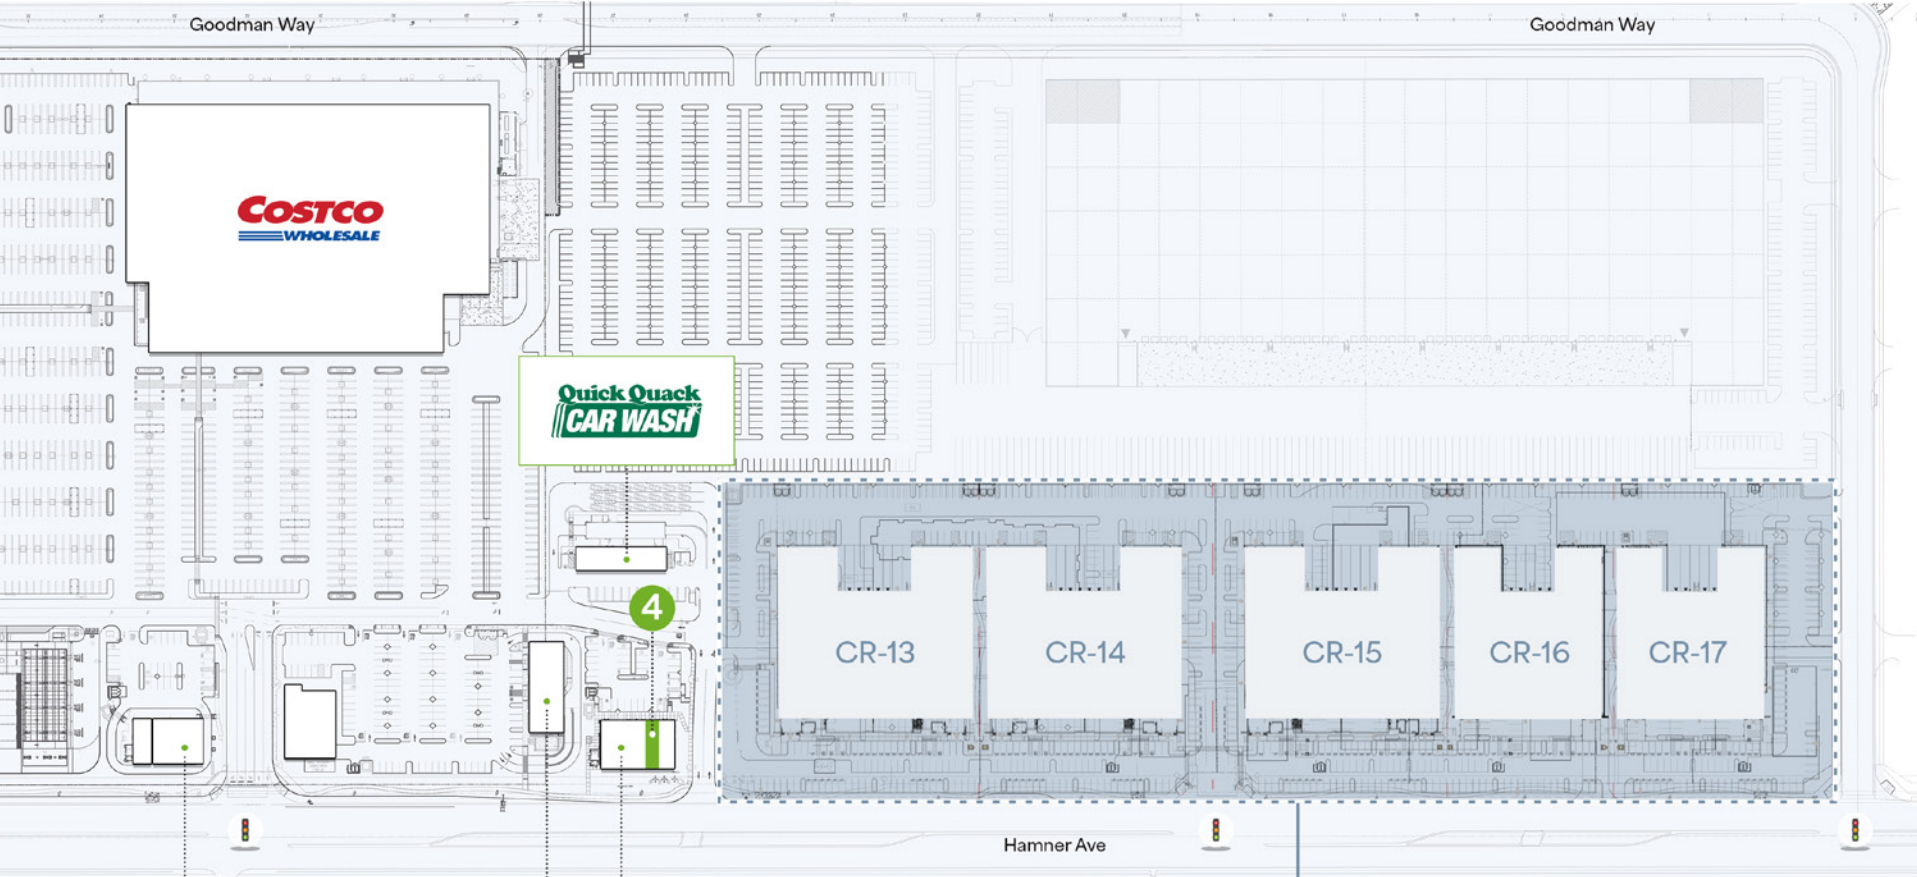 Goodman Way
Goodman Way
COSTCO
WHOLESALE
Quick Quack
CAR WASH
4
CR-13
CR-14
CR-15
CR-16
CR-17
Hamner Ave